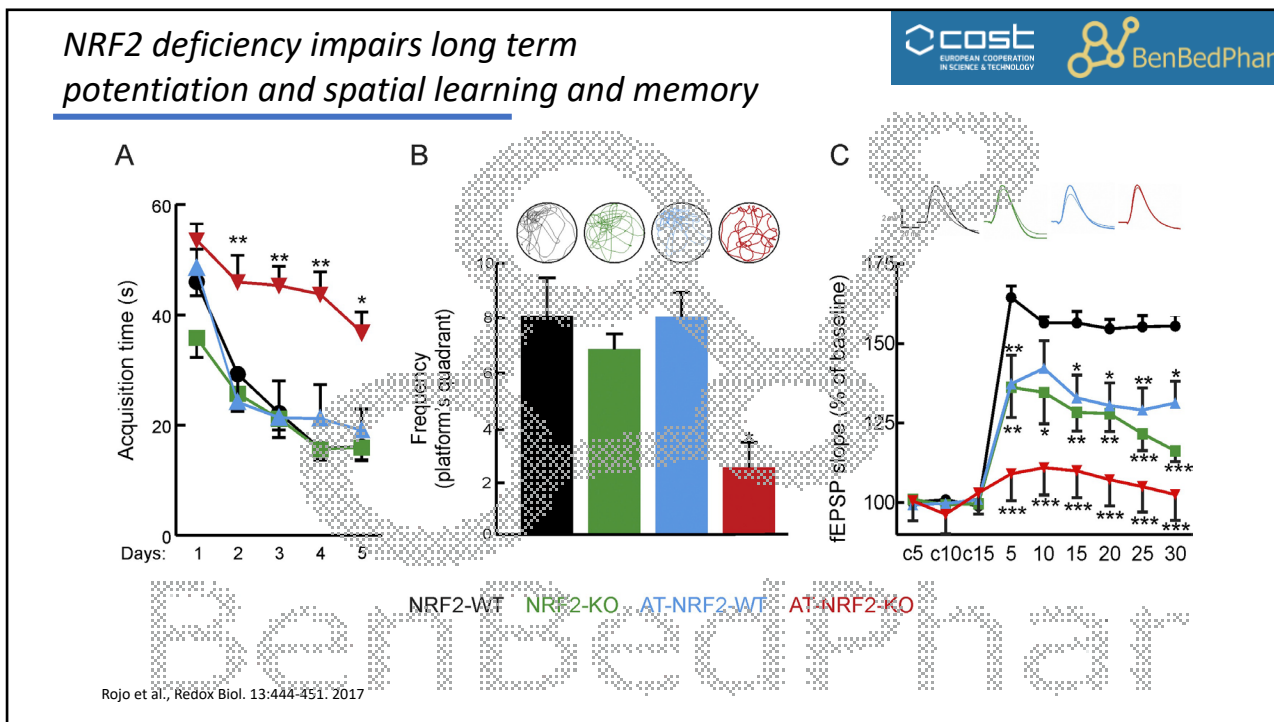 NRF2 deficiency impairs long term
potentiation and spatial learning and memory
cost
EUROPEAN COOPERATION
IN SCIENCE & TECHNOLOGY
BenBedPhar
A
B
C
60
40
20
0
Acquisition time (s)
**
**
**
*
Days: 1 2 3 4 5
10
8
6
4
2
0
Frequency
(platform's quadrant)
175
150
125
100
fEPSP slope (% of baseline)
** * * ** *
** * ** ** *** ***
*** *** *** *** *** ***
c5 c10 c15 5 10 15 20 25 30
NRF2-WT NRF2-KO AT-NRF2-WT AT-NRF2-KO
BenBedPhar
Rojo et al., Redox Biol. 13:444-451. 2017